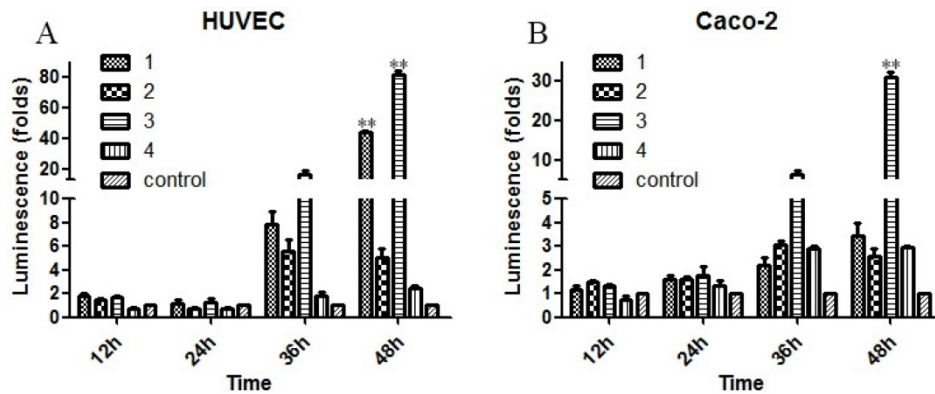 A
HUVEC
1
2
3
4
control
Luminescence (folds)
80
60
40
20
10
8
6
4
2
0
**
**
12h
24h
36h
48h
Time
B
Caco-2
1
2
3
4
control
Luminescence (folds)
30
20
10
5
4
3
2
1
0
**
12h
24h
36h
48h
Time